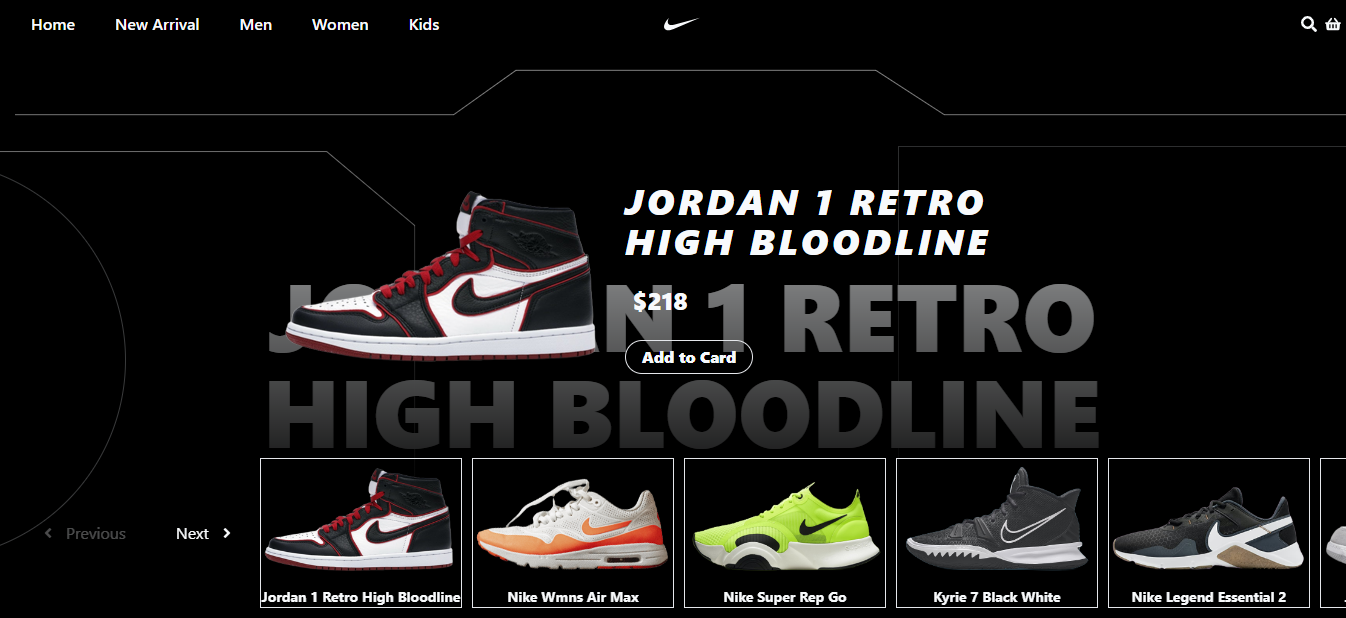 Home New Arrival Men Women Kids
JORDAN 1 RETRO
HIGH BLOODLINE
$218
Add to Card
N 1 RETRO
HIGH BLOODLINE
Previous Next
Jordan 1 Retro High Bloodline Nike Wmns Air Max Nike Super Rep Go Kyrie 7 Black White Nike Legend Essential 2